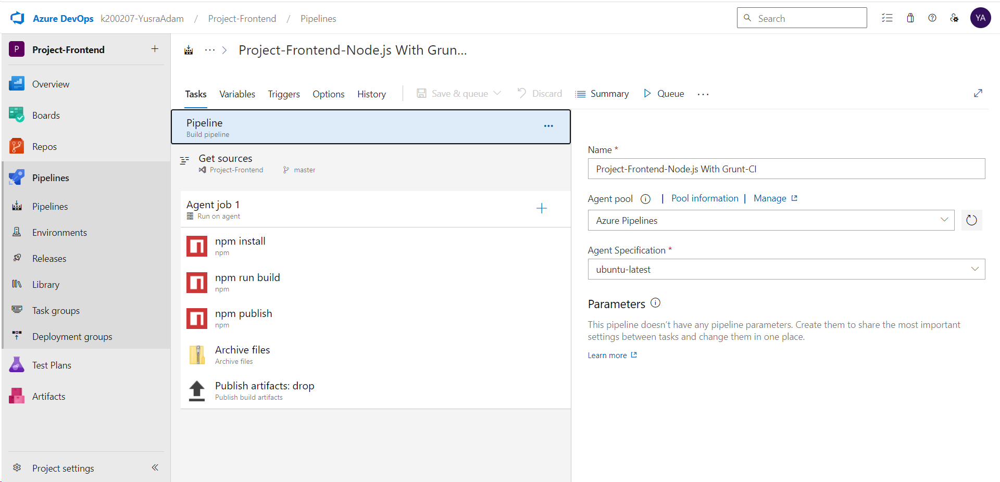 Azure DevOps k200207-YusraAdam / Project-Frontend / Pipelines
Search
YA
P Project-Frontend
Overview
Boards
Repos
Pipelines
Pipelines
Environments
Releases
Library
Task groups
Deployment groups
Test Plans
Artifacts
Project settings
Project-Frontend-Node.js With Grun...
Tasks Variables Triggers Options History Save & queue Discard Summary Queue
Pipeline
Build pipeline
Get sources
Project-Frontend master
Agent job 1
Run on agent
npm install
npm
npm run build
npm
npm publish
npm
Archive files
Archive files
Publish artifacts: drop
Publish build artifacts
Name *
Project-Frontend-Node.js With Grunt-CI
Agent pool | Pool information | Manage
Azure Pipelines
Agent Specification *
ubuntu-latest
Parameters
This pipeline doesn’t have any pipeline parameters. Create them to share the most important
settings between tasks and change them in one place.
Learn more